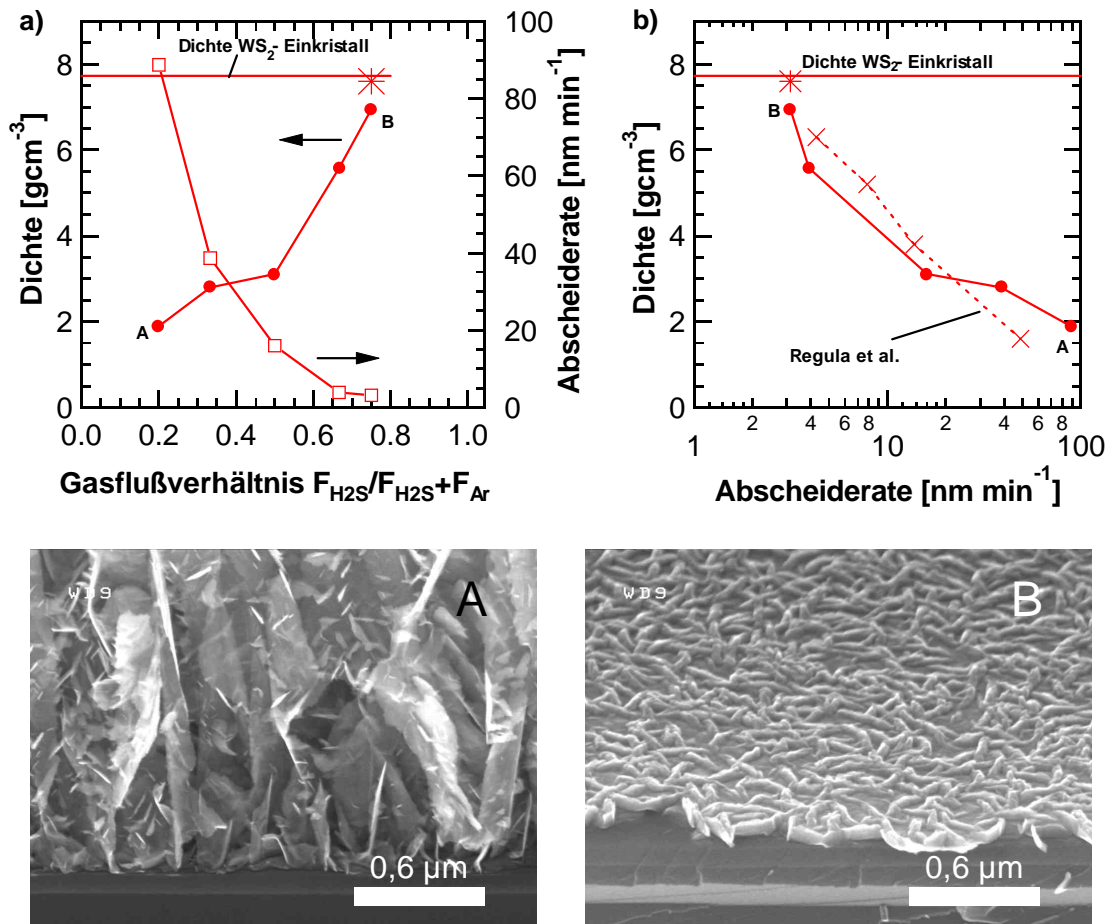 a)
Dichte WS2- Einkristall
Dichte [gcm-3]
8
6
4
2
0
100
80
60
40
20
0
Abscheiderate [nm min-1]
A
B
0.0 0.2 0.4 0.6 0.8 1.0
Gasflußverhältnis FH2S/FH2S+FAr
b)
Dichte WS2- Einkristall
Dichte [gcm-3]
8
6
4
2
0
B
A
Regula et al.
2 4 6 8 2 4 6 8
1 10 100
Abscheiderate [nm min-1]
WD9
A
0,6 µm
WD9
B
0,6 µm